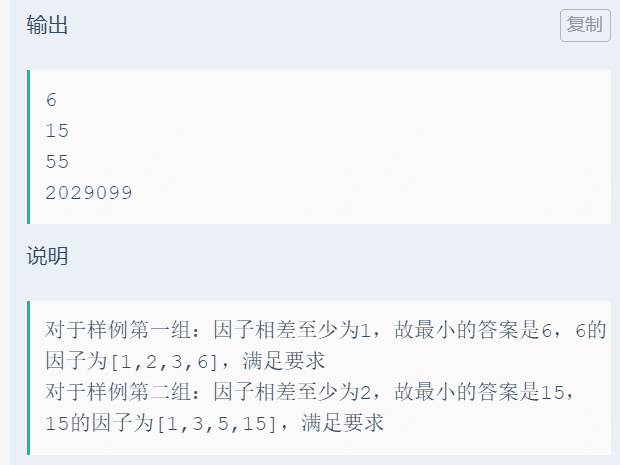 输出
复制
6
15
55
2029099
说明
对于样例第一组：因子相差至少为1，故最小的答案是6，6的
因子为[1,2,3,6]，满足要求
对于样例第二组：因子相差至少为2，故最小的答案是15，
15的因子为[1,3,5,15]，满足要求